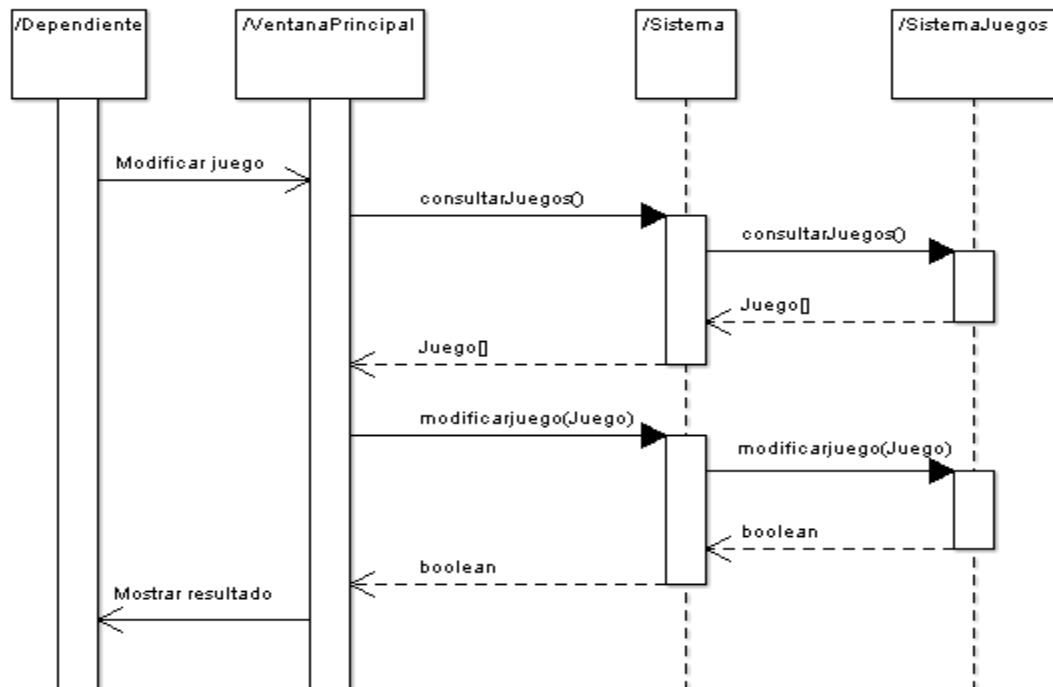 /Dependiente
/VentanaPrincipal
/Sistema
/SistemaJuegos
Modificar juego
consultarJuegos()
consultarJuegos()
Juego[]
Juego[]
modificarjuego(Juego)
modificarjuego(Juego)
boolean
boolean
Mostrar resultado